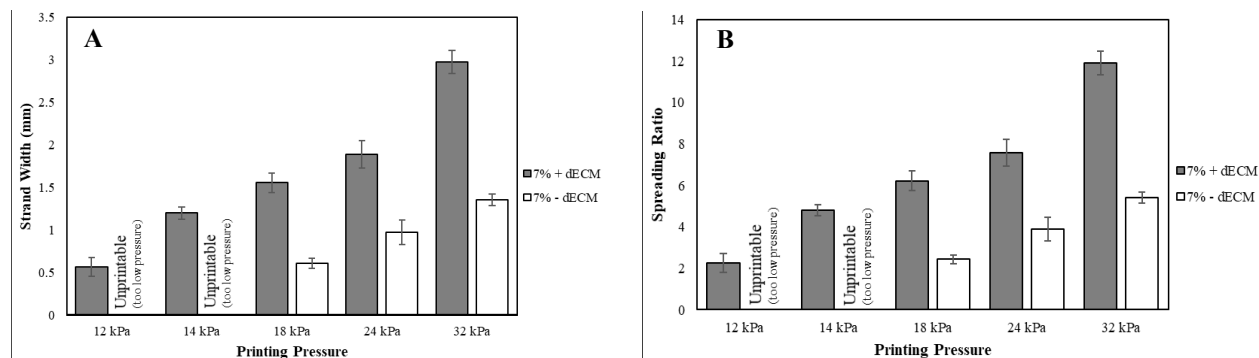 A
Strand Width (mm)
3.5
3
2.5
2
1.5
1
0.5
0
Unprintable
(too low pressure)
Unprintable
(too low pressure)
12 kPa 14 kPa 18 kPa 24 kPa 32 kPa
Printing Pressure
7% + dECM
7% - dECM
B
Spreading Ratio
14
12
10
8
6
4
2
0
Unprintable
(too low pressure)
Unprintable
(too low pressure)
12 kPa 14 kPa 18 kPa 24 kPa 32 kPa
Printing Pressure
7% + dECM
7% - dECM